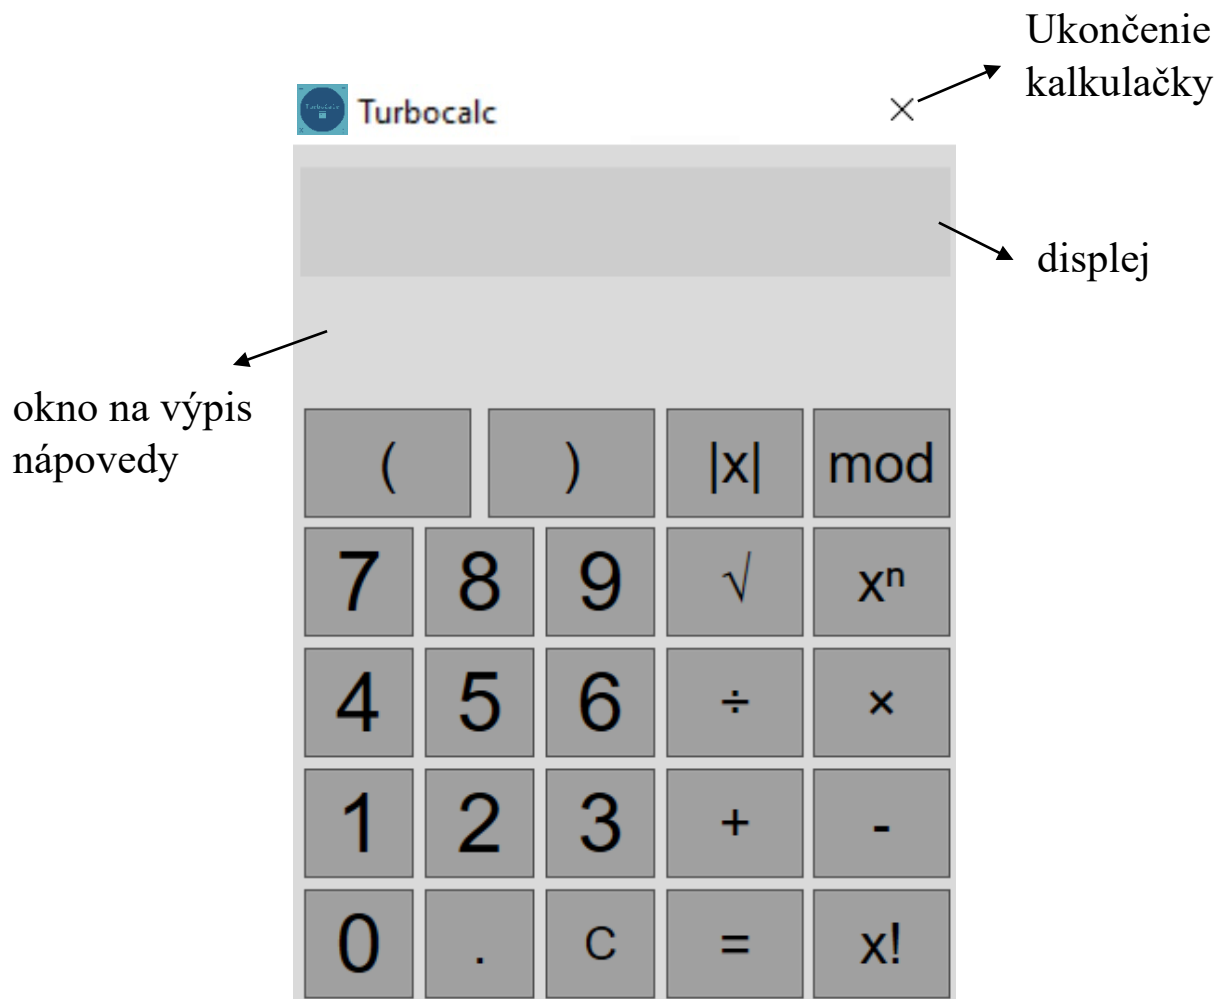 Ukončenie
kalkulačky
Turbocalc
displej
okno na výpis
nápovedy
( ) |x| mod
7 8 9 √ xⁿ
4 5 6 ÷ ×
1 2 3 + -
0 . C = x!